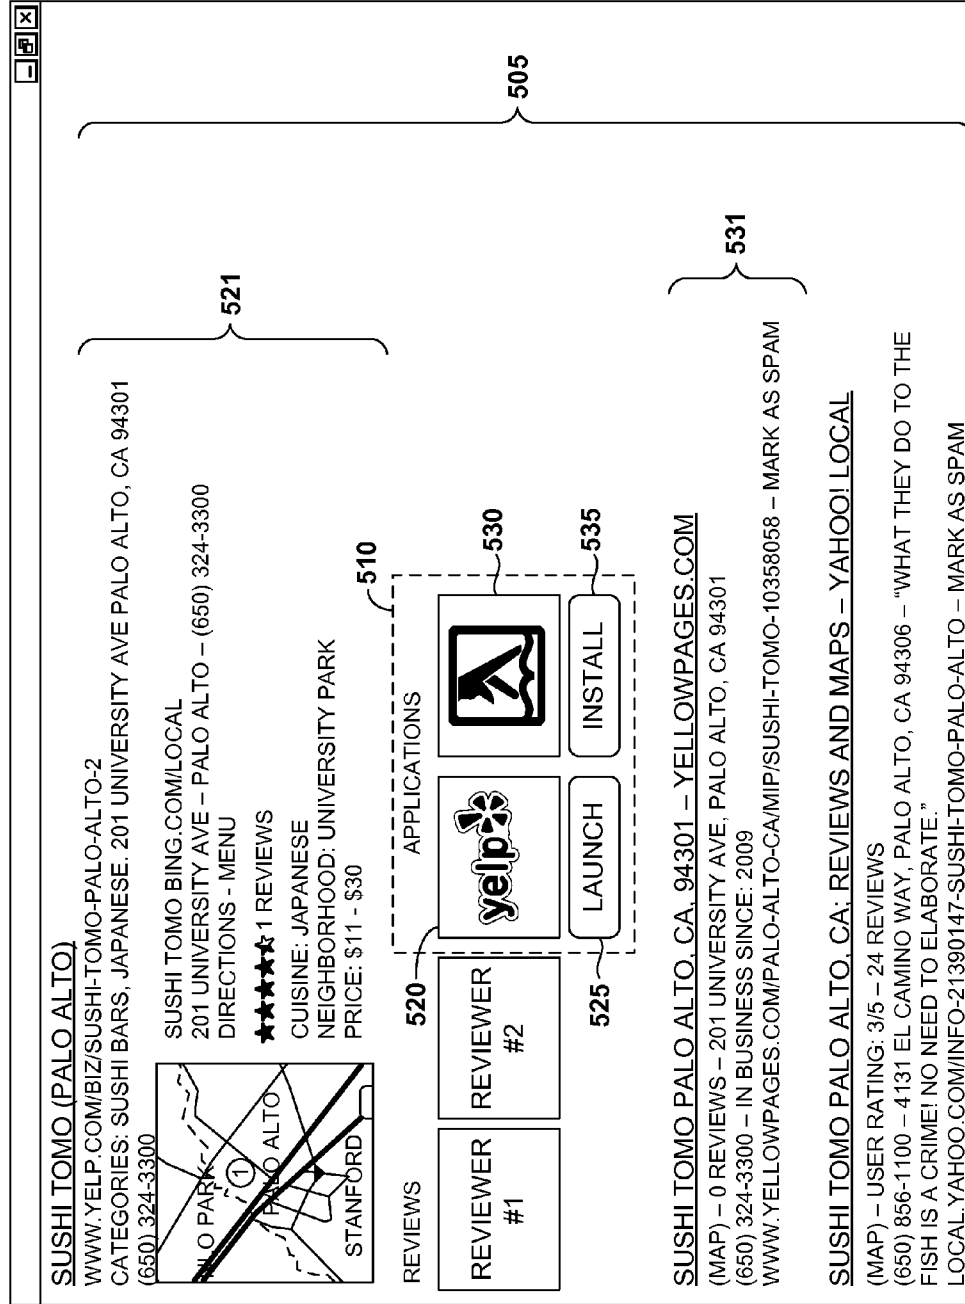 SUSHI TOMO (PALO ALTO)
WWW.YELP.COM/BIZ/SUSHI-TOMO-PALO-ALTO-2
CATEGORIES: SUSHI BARS, JAPANESE. 201 UNIVERSITY AVE PALO ALTO, CA 94301
(650) 324-3300
521
505
SUSHI TOMO BING.COM/LOCAL
201 UNIVERSITY AVE – PALO ALTO – (650) 324-3300
DIRECTIONS - MENU
★★★★★ 1 REVIEWS
CUISINE: JAPANESE
NEIGHBORHOOD: UNIVERSITY PARK
PRICE: $11 - $30
LO PARK
1
PALO ALTO
STANFORD
REVIEWS
REVIEWER
#1
REVIEWER
#2
510
APPLICATIONS
520
yelp
530
525
LAUNCH
INSTALL
535
SUSHI TOMO PALO ALTO, CA, 94301 – YELLOWPAGES.COM
(MAP) – 0 REVIEWS – 201 UNIVERSITY AVE, PALO ALTO, CA 94301
(650) 324-3300 – IN BUSINESS SINCE: 2009
WWW.YELLOWPAGES.COM/PALO-ALTO-CA/MIP/SUSHI-TOMO-10358058 – MARK AS SPAM
531
SUSHI TOMO PALO ALTO, CA; REVIEWS AND MAPS – YAHOO! LOCAL
(MAP) – USER RATING: 3/5 – 24 REVIEWS
(650) 856-1100 – 4131 EL CAMINO WAY, PALO ALTO, CA 94306 – “WHAT THEY DO TO THE
FISH IS A CRIME! NO NEED TO ELABORATE.”
LOCAL.YAHOO.COM/INFO-21390147-SUSHI-TOMO-PALO-ALTO – MARK AS SPAM